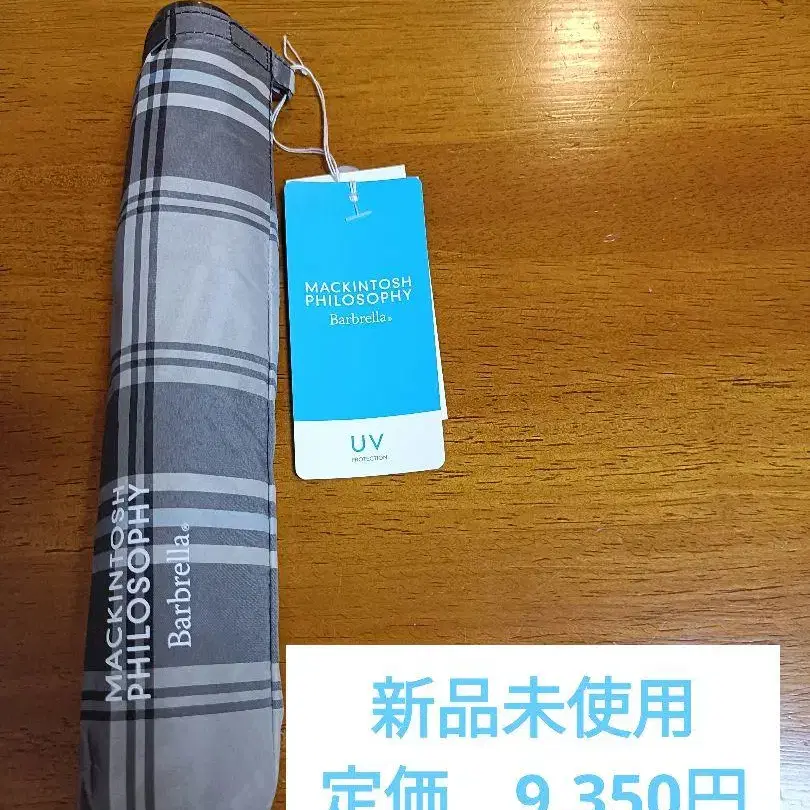 MACKINTOSH
PHILOSOPHY
Barbrella®
UV
PROTECTION
MACKINTOSH
PHILOSOPHY
Barbrella®
新品未使用
定価 9,350円